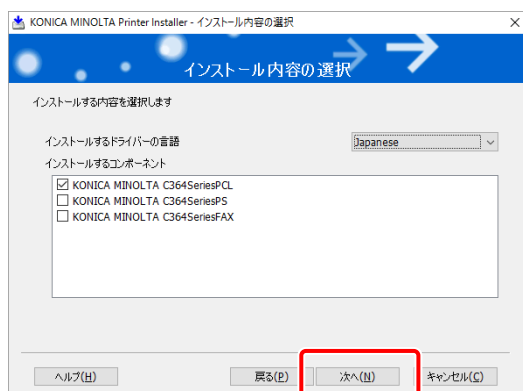 KONICA MINOLTA Printer Installer - インストール内容の選択
インストール内容の選択
インストールする内容を選択します
インストールするドライバーの言語 Japanese
インストールするコンポーネント
KONICA MINOLTA C364SeriesPCL
KONICA MINOLTA C364SeriesPS
KONICA MINOLTA C364SeriesFAX
ヘルプ(H) 戻る(P) 次へ(N) キャンセル(C)